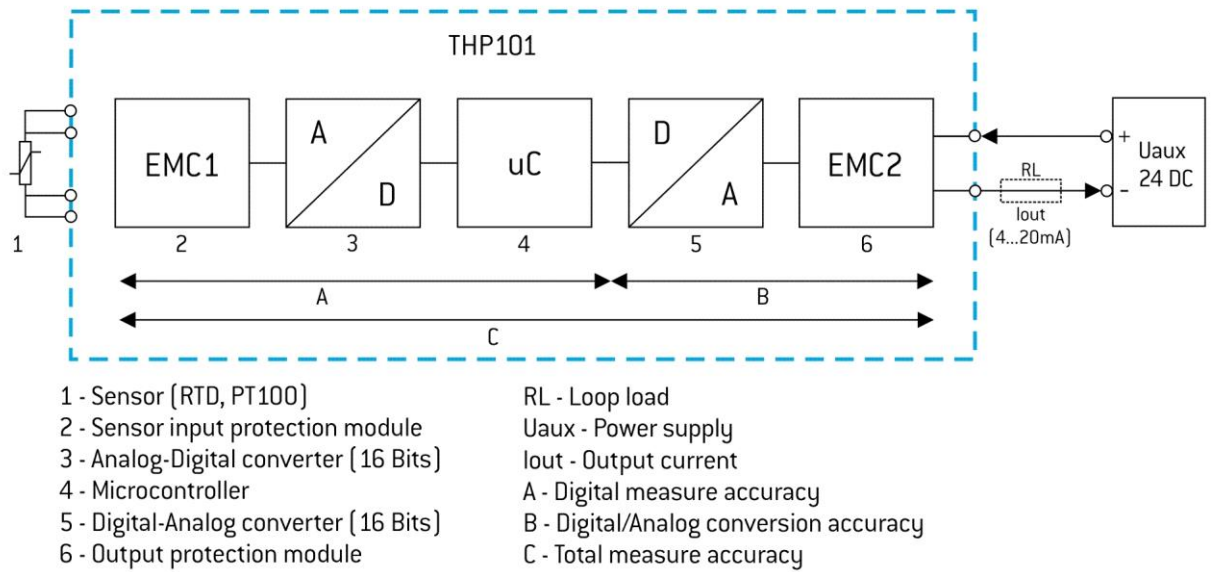 THP101
EMC1
A
D
uC
D
A
EMC2
+
-
Uaux
24 DC
RL
Iout
(4...20mA)
1
2
3
4
5
6
A
B
C
1 - Sensor (RTD, PT100)
2 - Sensor input protection module
3 - Analog-Digital converter (16 Bits)
4 - Microcontroller
5 - Digital-Analog converter (16 Bits)
6 - Output protection module
RL - Loop load
Uaux - Power supply
Iout - Output current
A - Digital measure accuracy
B - Digital/Analog conversion accuracy
C - Total measure accuracy